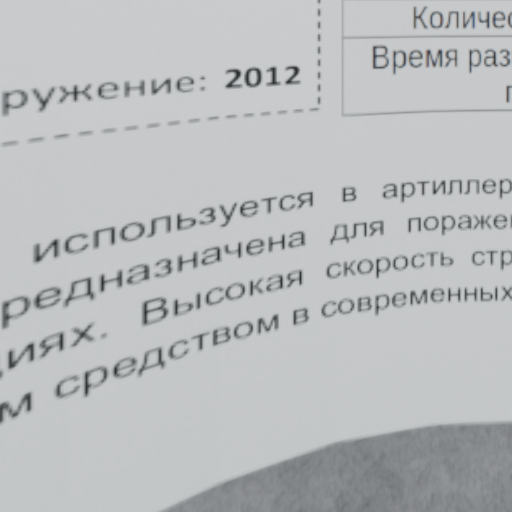 Количес
Время раз
ружение: 2012
используется в артиллер
редназначена для пораже
иях. Высокая скорость стр
м средством в современных